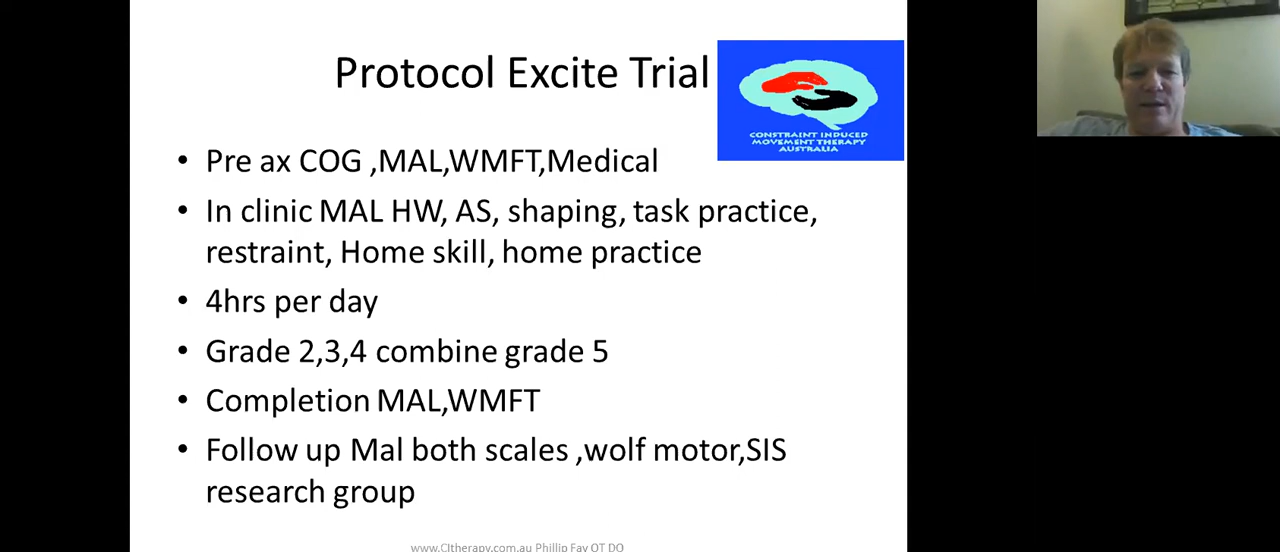 Protocol Excite Trial
CONSTRAINT INDUCED
MOVEMENT THERAPY
AUSTRALIA
• Pre ax COG ,MAL,WMFT,Medical
• In clinic MAL HW, AS, shaping, task practice,
restraint, Home skill, home practice
• 4hrs per day
• Grade 2,3,4 combine grade 5
• Completion MAL,WMFT
• Follow up Mal both scales ,wolf motor,SIS
research group
www.CItherapy.com.au Phillip Fay OT DO